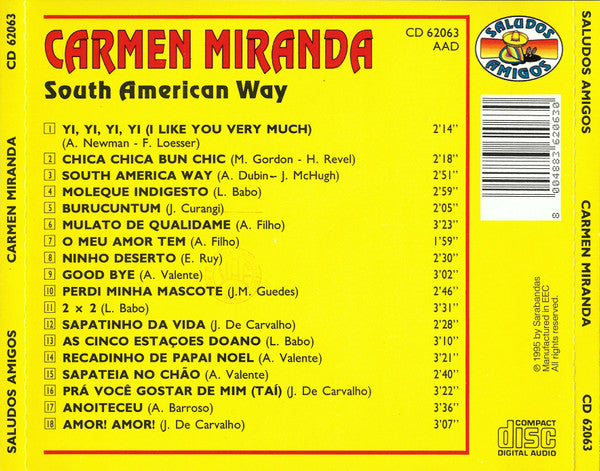 CD 62063
CARMEN MIRANDA
SALUDOS AMIGOS
CARMEN MIRANDA
South American Way
CD 62063
AAD
SALUDOS
AMIGOS
1 YI, YI, YI, YI (I LIKE YOU VERY MUCH) 2'14"
(A. Newman - F. Loesser)
2 CHICA CHICA BUN CHIC (M. Gordon - H. Revel) 2'18"
3 SOUTH AMERICA WAY (A. Dubin - J. McHugh) 2'51"
4 MOLEQUE INDIGESTO (L. Babo) 2'59"
5 BURUCUNTUM (J. Curangi) 2'05"
6 MULATO DE QUALIDAME (A. Filho) 3'23"
7 O MEU AMOR TEM (A. Filho) 1'59"
8 NINHO DESERTO (E. Ruy) 2'30"
9 GOOD BYE (A. Valente) 3'02"
10 PERDI MINHA MASCOTE (J.M. Guedes) 2'46"
11 2 × 2 (L. Babo) 3'31"
12 SAPATINHO DA VIDA (J. De Carvalho) 2'28"
13 AS CINCO ESTAÇOES DOANO (L. Babo) 3'10"
14 RECADINHO DE PAPAI NOEL (A. Valente) 3'21"
15 SAPATEIA NO CHÃO (A. Valente) 2'40"
16 PRÁ VOCÊ GOSTAR DE MIM (TAÍ) (J. De Carvalho) 3'22"
17 ANOITECEU (A. Barroso) 3'36"
18 AMOR! AMOR! (J. De Carvalho) 3'07"
8 004883 620630
℗ 1995 by Sarabandas
Manufactured in EEC
All rights reserved.
COMPACT
disc
DIGITAL AUDIO
SALUDOS AMIGOS
CARMEN MIRANDA
CD 62063